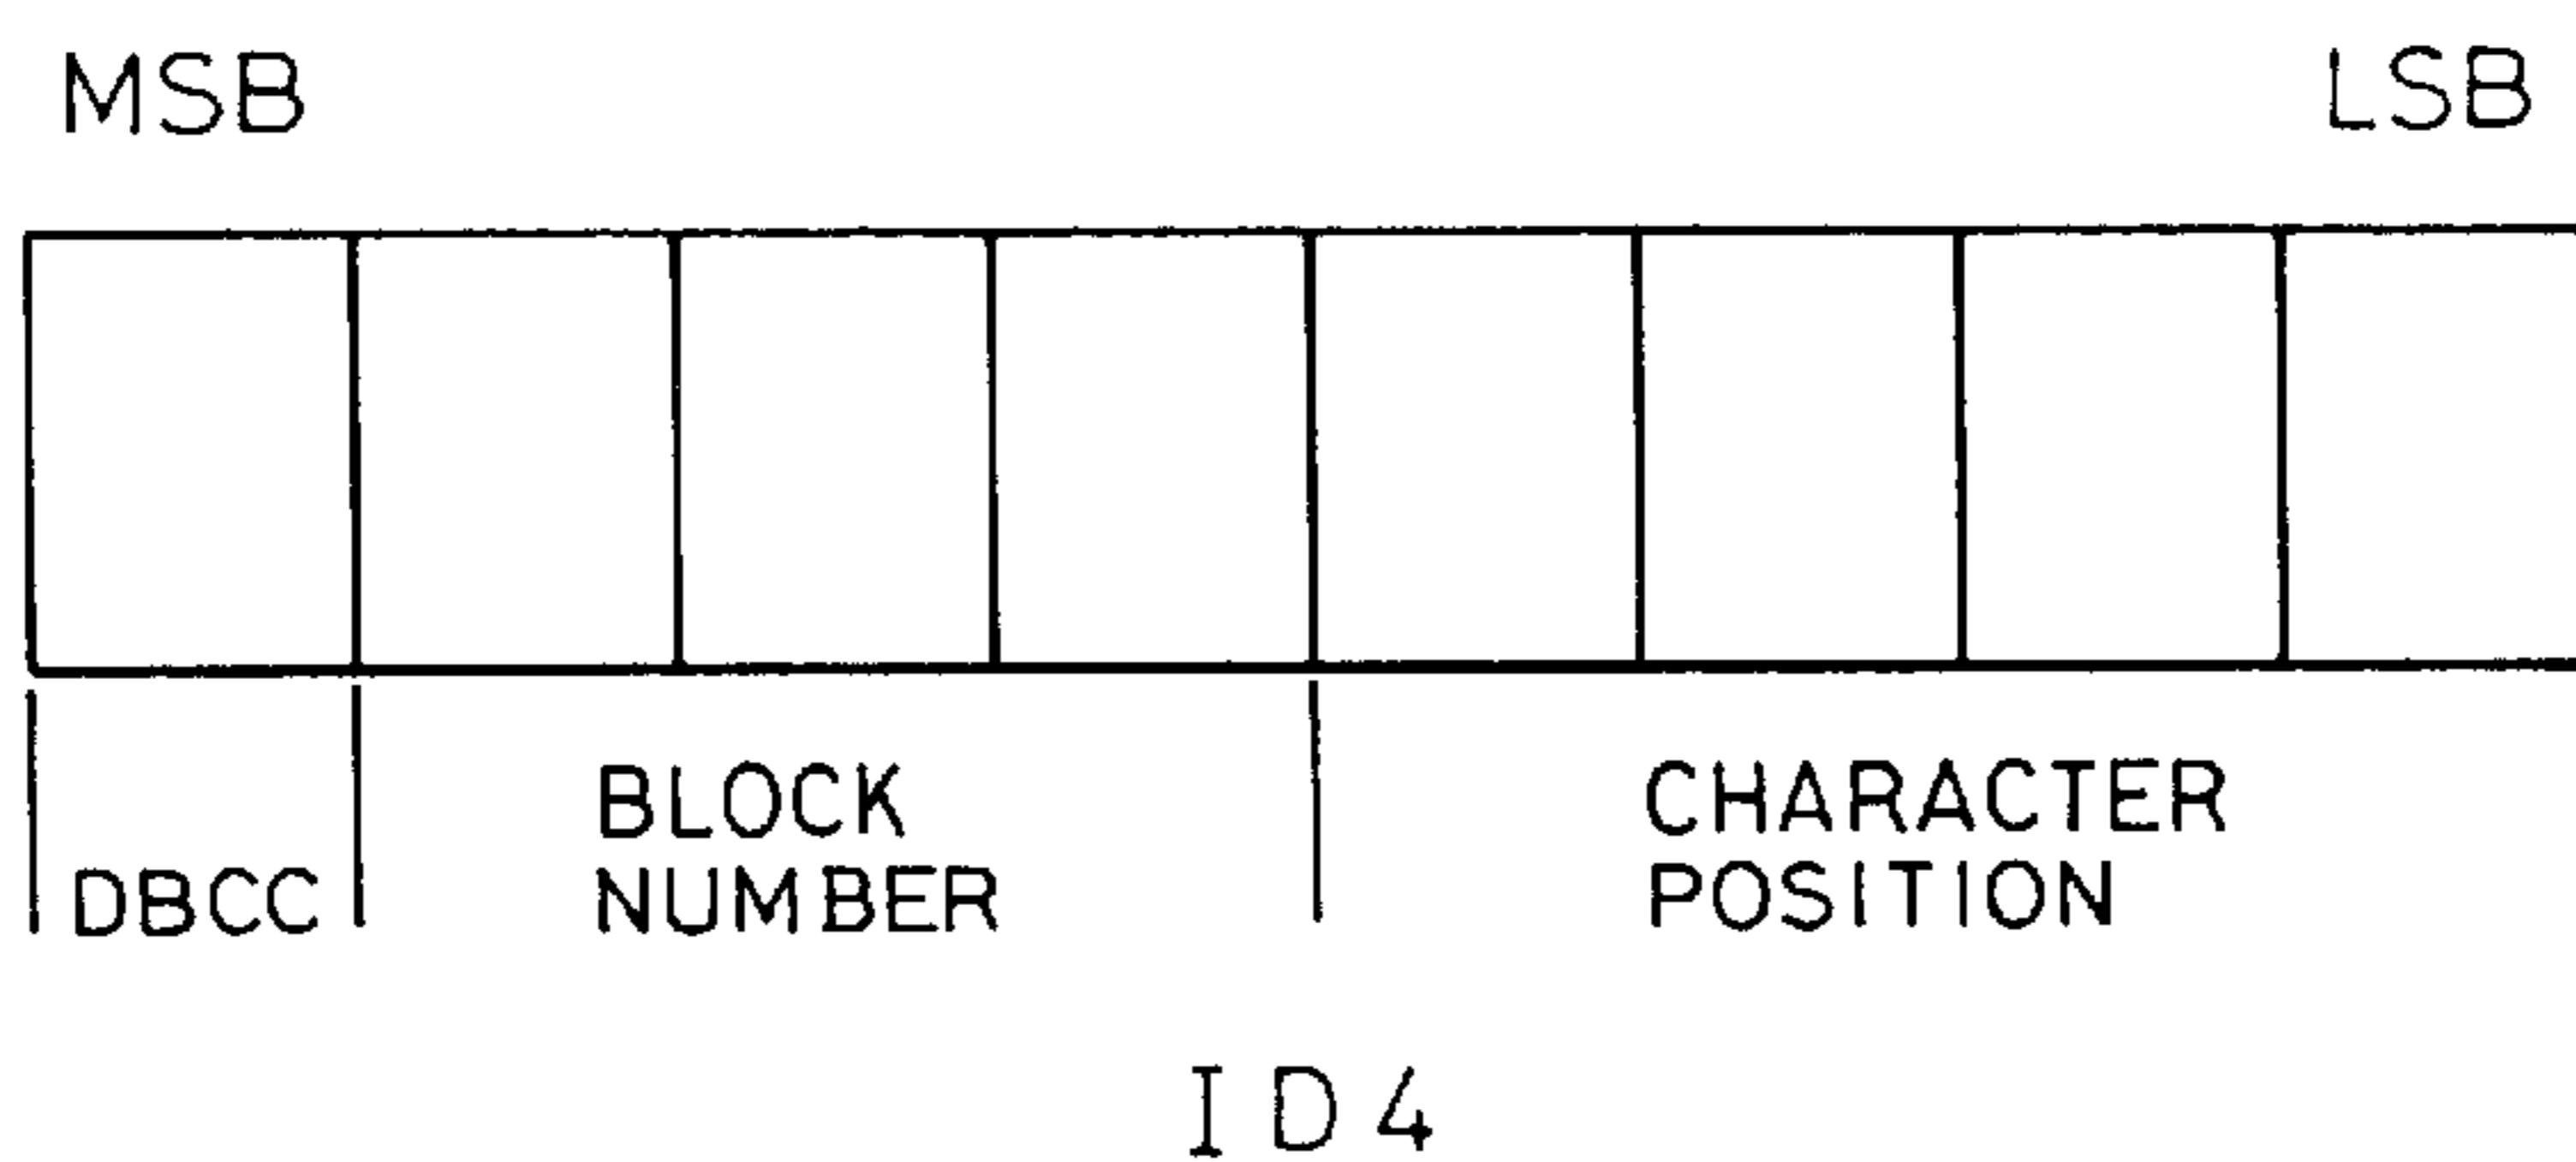 MSB LSB
DBCC
BLOCK
NUMBER
CHARACTER
POSITION
ID4